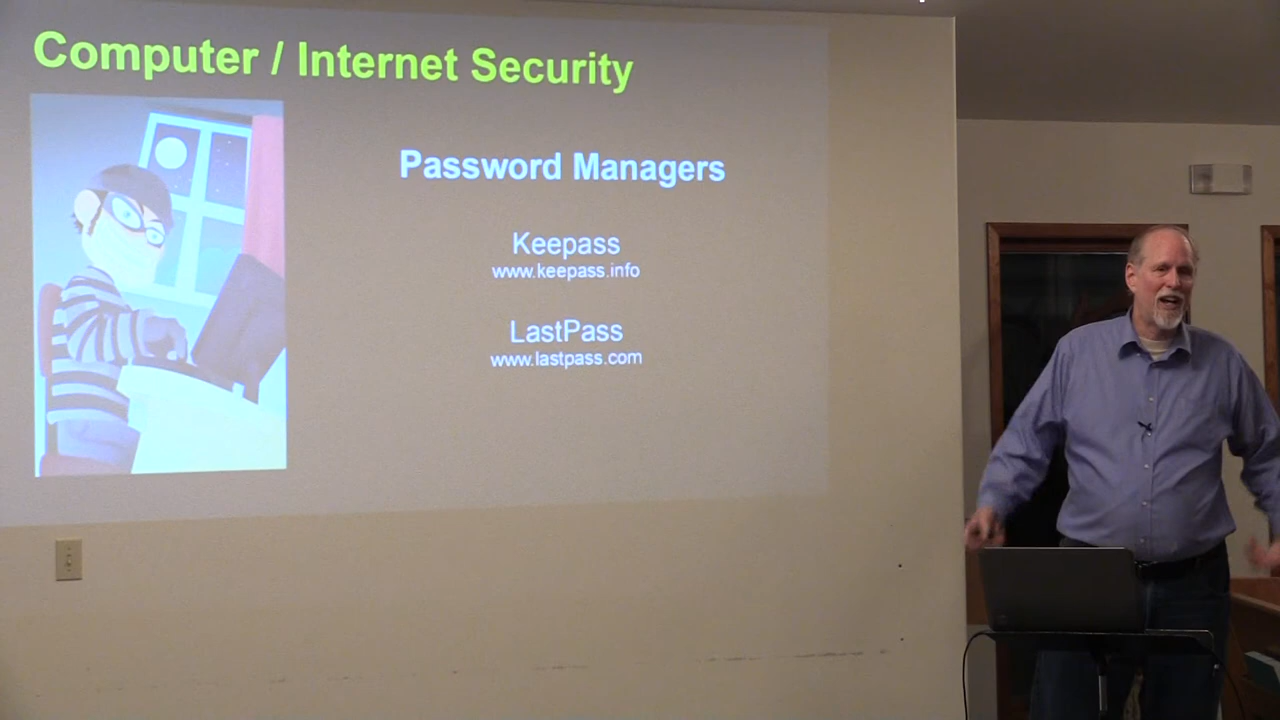 Computer / Internet Security
Password Managers
Keepass
www.keepass.info
LastPass
www.lastpass.com